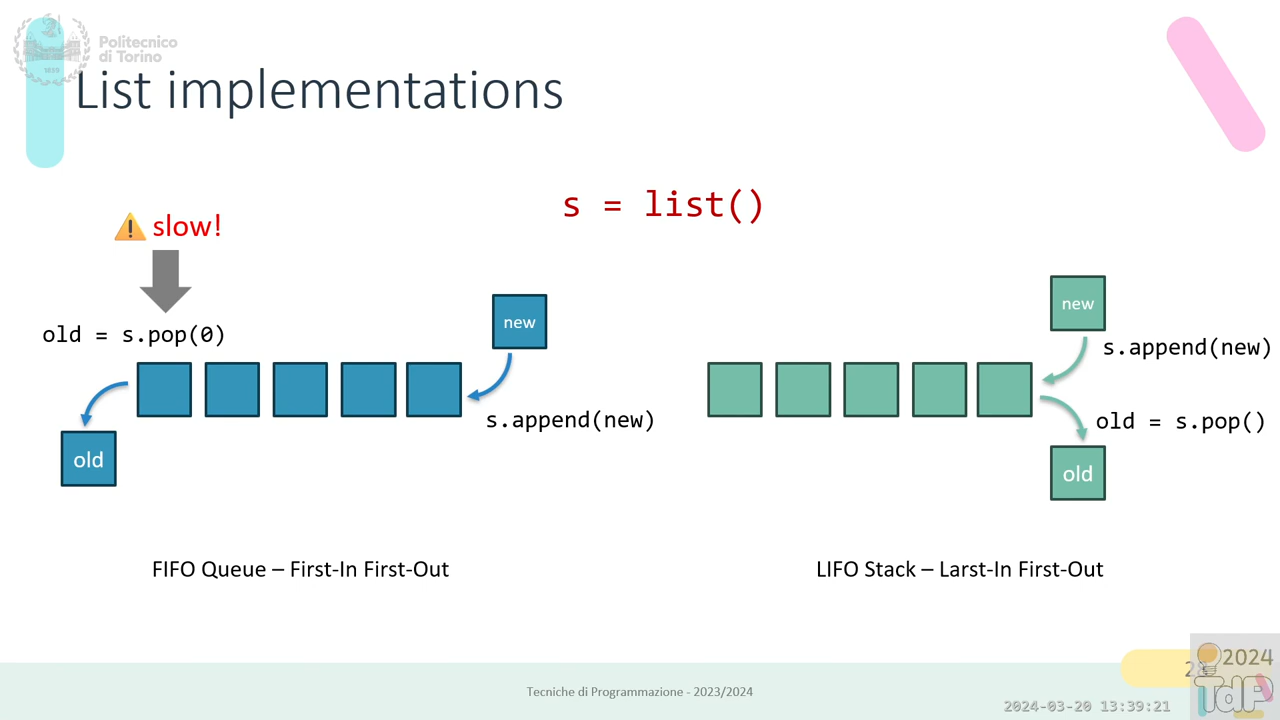 Politecnico
di Torino
List implementations
s = list()
⚠ slow!
old = s.pop(0)
new
s.append(new)
old
FIFO Queue – First-In First-Out
new
s.append(new)
old = s.pop()
old
LIFO Stack – Larst-In First-Out
Tecniche di Programmazione - 2023/2024
2024
TdP
2024-03-20 13:39:21